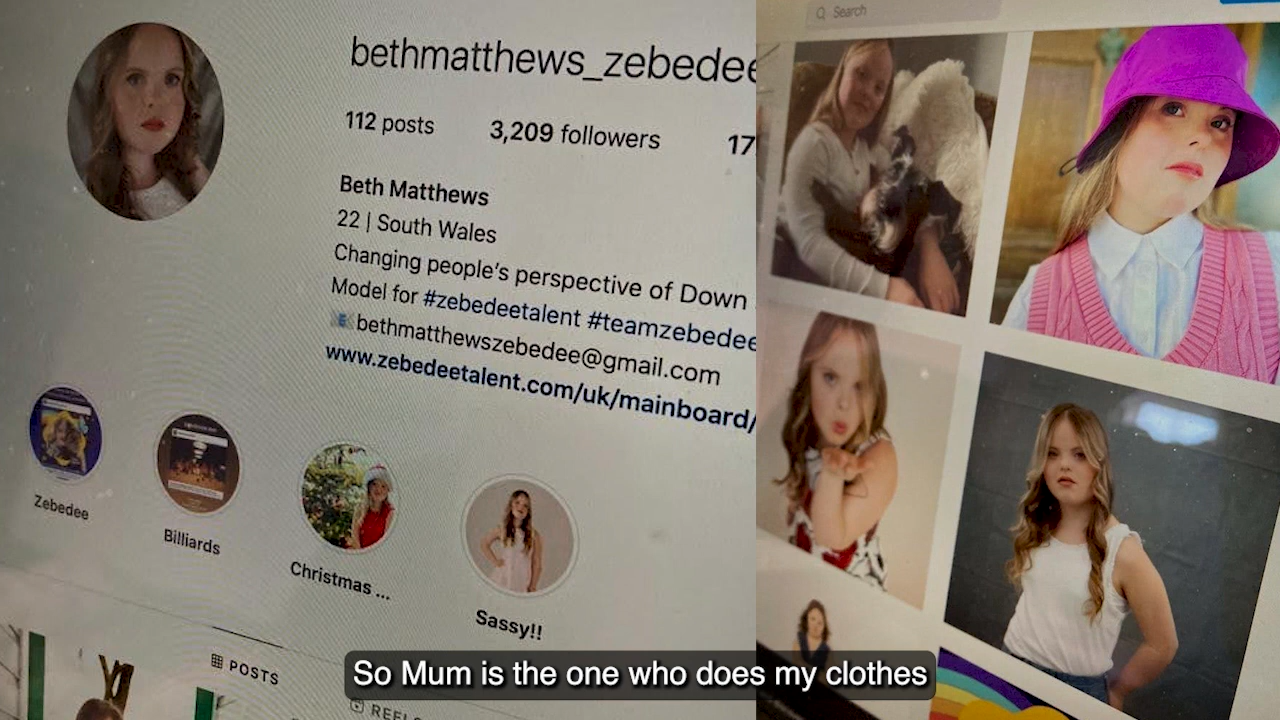 bethmatthews_zebedee
112 posts 3,209 followers 17
Beth Matthews
22 | South Wales
Changing people's perspective of Down
Model for #zebedeetalent #teamzebedee
bethmatthewszebedee@gmail.com
www.zebedeetalent.com/uk/mainboard/
Zebedee
Billiards
Christmas ...
Sassy!!
POSTS
REELS
Search
So Mum is the one who does my clothes